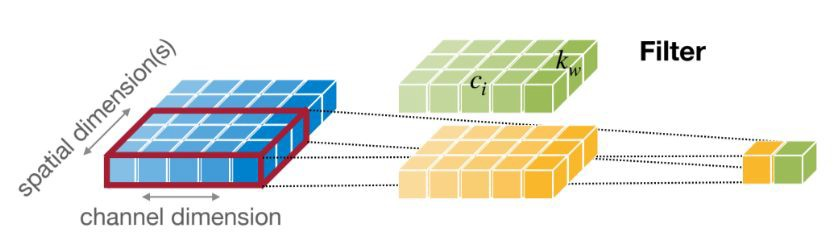 spatial dimension(s)
channel dimension
c_i
k_w
Filter